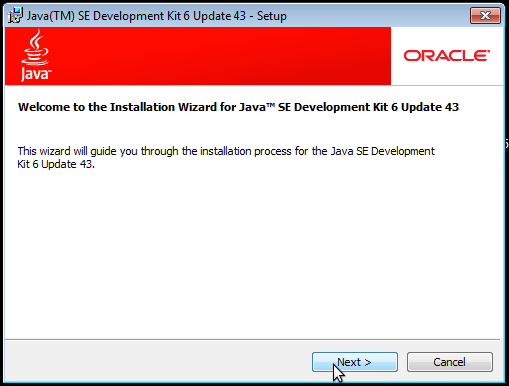 Java(TM) SE Development Kit 6 Update 43 - Setup
Java™
ORACLE®
Welcome to the Installation Wizard for Java™ SE Development Kit 6 Update 43
This wizard will guide you through the installation process for the Java SE Development
Kit 6 Update 43.
Next >
Cancel